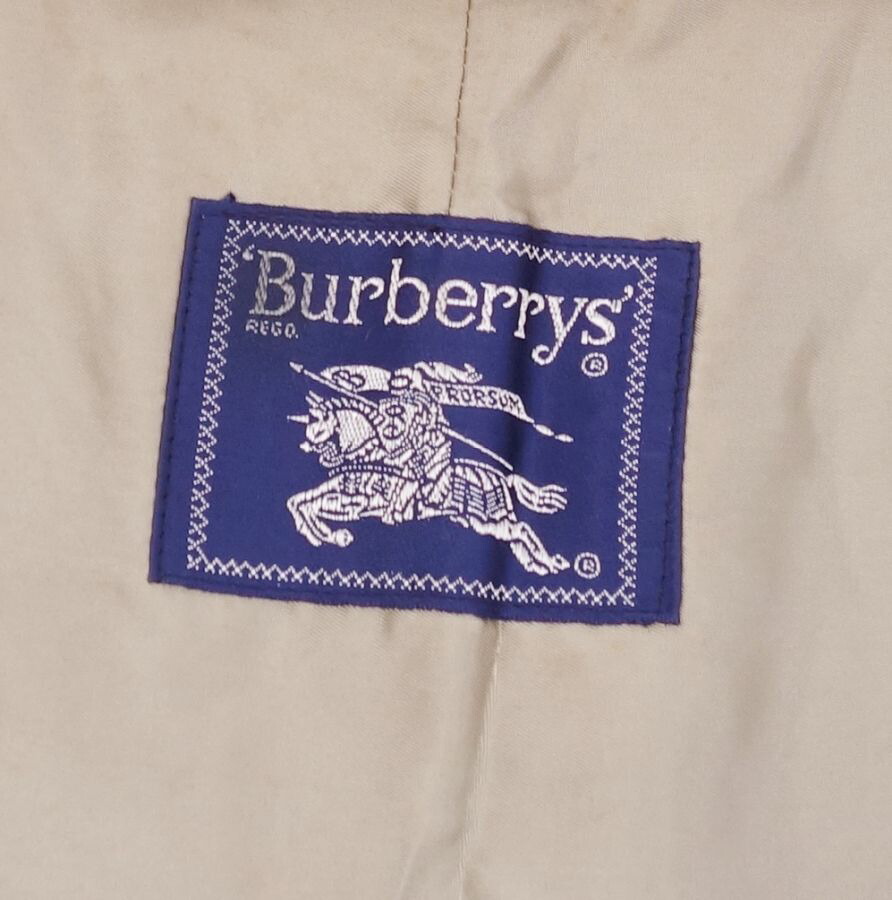 'Burberrys'
REGD.
®
PRORSUM
®